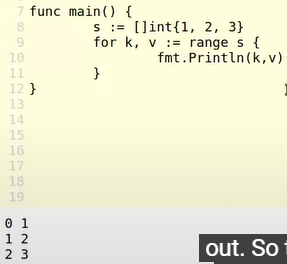 7 func main() {
8 s := []int{1, 2, 3}
9 for k, v := range s {
10 fmt.Println(k,v)
11 }
12 }
13
14
15
16
17
18
19
0 1
1 2
2 3
out. So